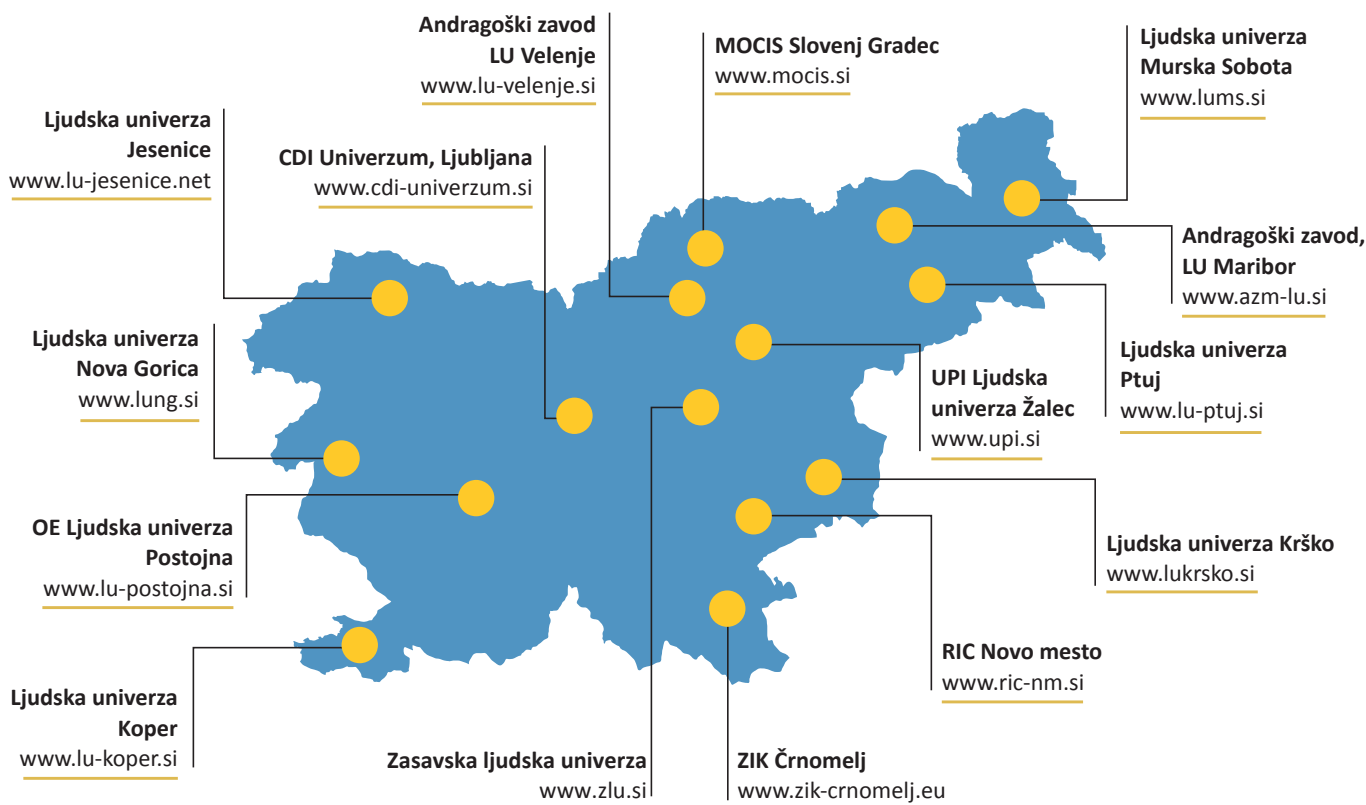 Andragoški zavod
LU Velenje
www.lu-velenje.si
MOCIS Slovenj Gradec
www.mocis.si
Ljudska univerza
Murska Sobota
www.lums.si
Ljudska univerza
Jesenice
www.lu-jesenice.net
CDI Univerzum, Ljubljana
www.cdi-univerzum.si
Andragoški zavod,
LU Maribor
www.azm-lu.si
Ljudska univerza
Nova Gorica
www.lung.si
Ljudska univerza
Ptuj
www.lu-ptuj.si
UPI Ljudska
univerza Žalec
www.upi.si
OE Ljudska univerza
Postojna
www.lu-postojna.si
Ljudska univerza Krško
www.lukrsko.si
RIC Novo mesto
www.ric-nm.si
Ljudska univerza
Koper
www.lu-koper.si
Zasavska ljudska univerza
www.zlu.si
ZIK Črnomelj
www.zik-crnomelj.eu